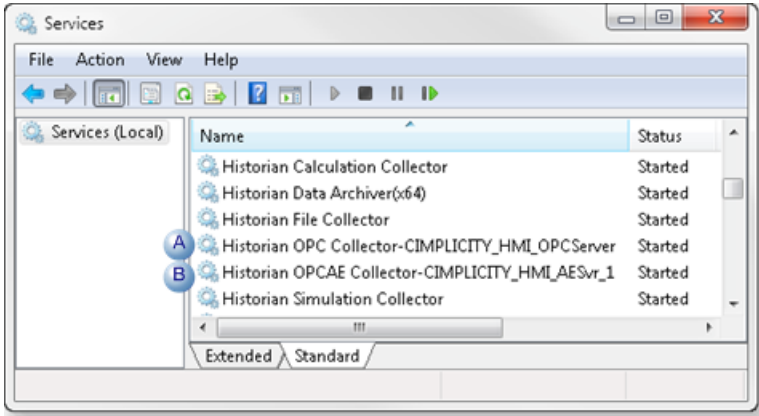 Services
File Action View Help
Services (Local)
Name Status
Historian Calculation Collector Started
Historian Data Archiver(x64) Started
Historian File Collector Started
A Historian OPC Collector-CIMPLICITY_HMI_OPCServer Started
B Historian OPCAE Collector-CIMPLICITY_HMI_AESvr_1 Started
Historian Simulation Collector Started
Extended Standard